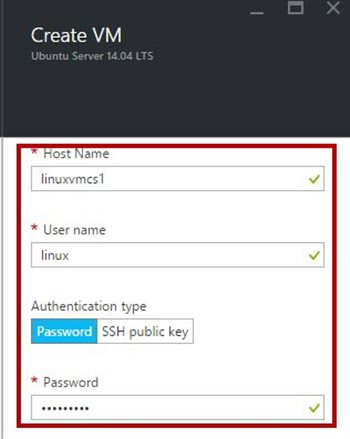 Create VM
Ubuntu Server 14.04 LTS
* Host Name
linuxvmcs1
* User name
linux
Authentication type
Password SSH public key
* Password
•••••••••